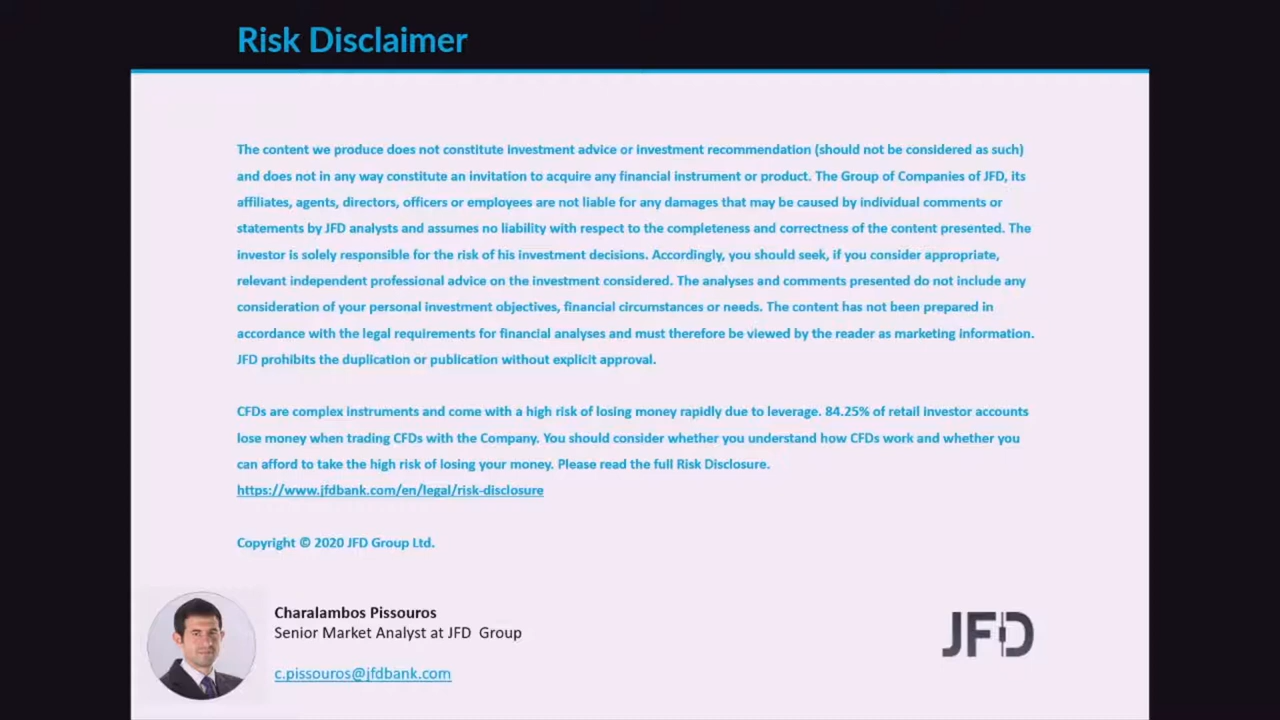 Risk Disclaimer
The content we produce does not constitute investment advice or investment recommendation (should not be considered as such)
and does not in any way constitute an invitation to acquire any financial instrument or product. The Group of Companies of JFD, its
affiliates, agents, directors, officers or employees are not liable for any damages that may be caused by individual comments or
statements by JFD analysts and assumes no liability with respect to the completeness and correctness of the content presented. The
investor is solely responsible for the risk of his investment decisions. Accordingly, you should seek, if you consider appropriate,
relevant independent professional advice on the investment considered. The analyses and comments presented do not include any
consideration of your personal investment objectives, financial circumstances or needs. The content has not been prepared in
accordance with the legal requirements for financial analyses and must therefore be viewed by the reader as marketing information.
JFD prohibits the duplication or publication without explicit approval.
CFDs are complex instruments and come with a high risk of losing money rapidly due to leverage. 84.25% of retail investor accounts
lose money when trading CFDs with the Company. You should consider whether you understand how CFDs work and whether you
can afford to take the high risk of losing your money. Please read the full Risk Disclosure.
https://www.jfdbank.com/en/legal/risk-disclosure
Copyright © 2020 JFD Group Ltd.
Charalambos Pissouros
Senior Market Analyst at JFD Group
c.pissouros@jfdbank.com
JFD